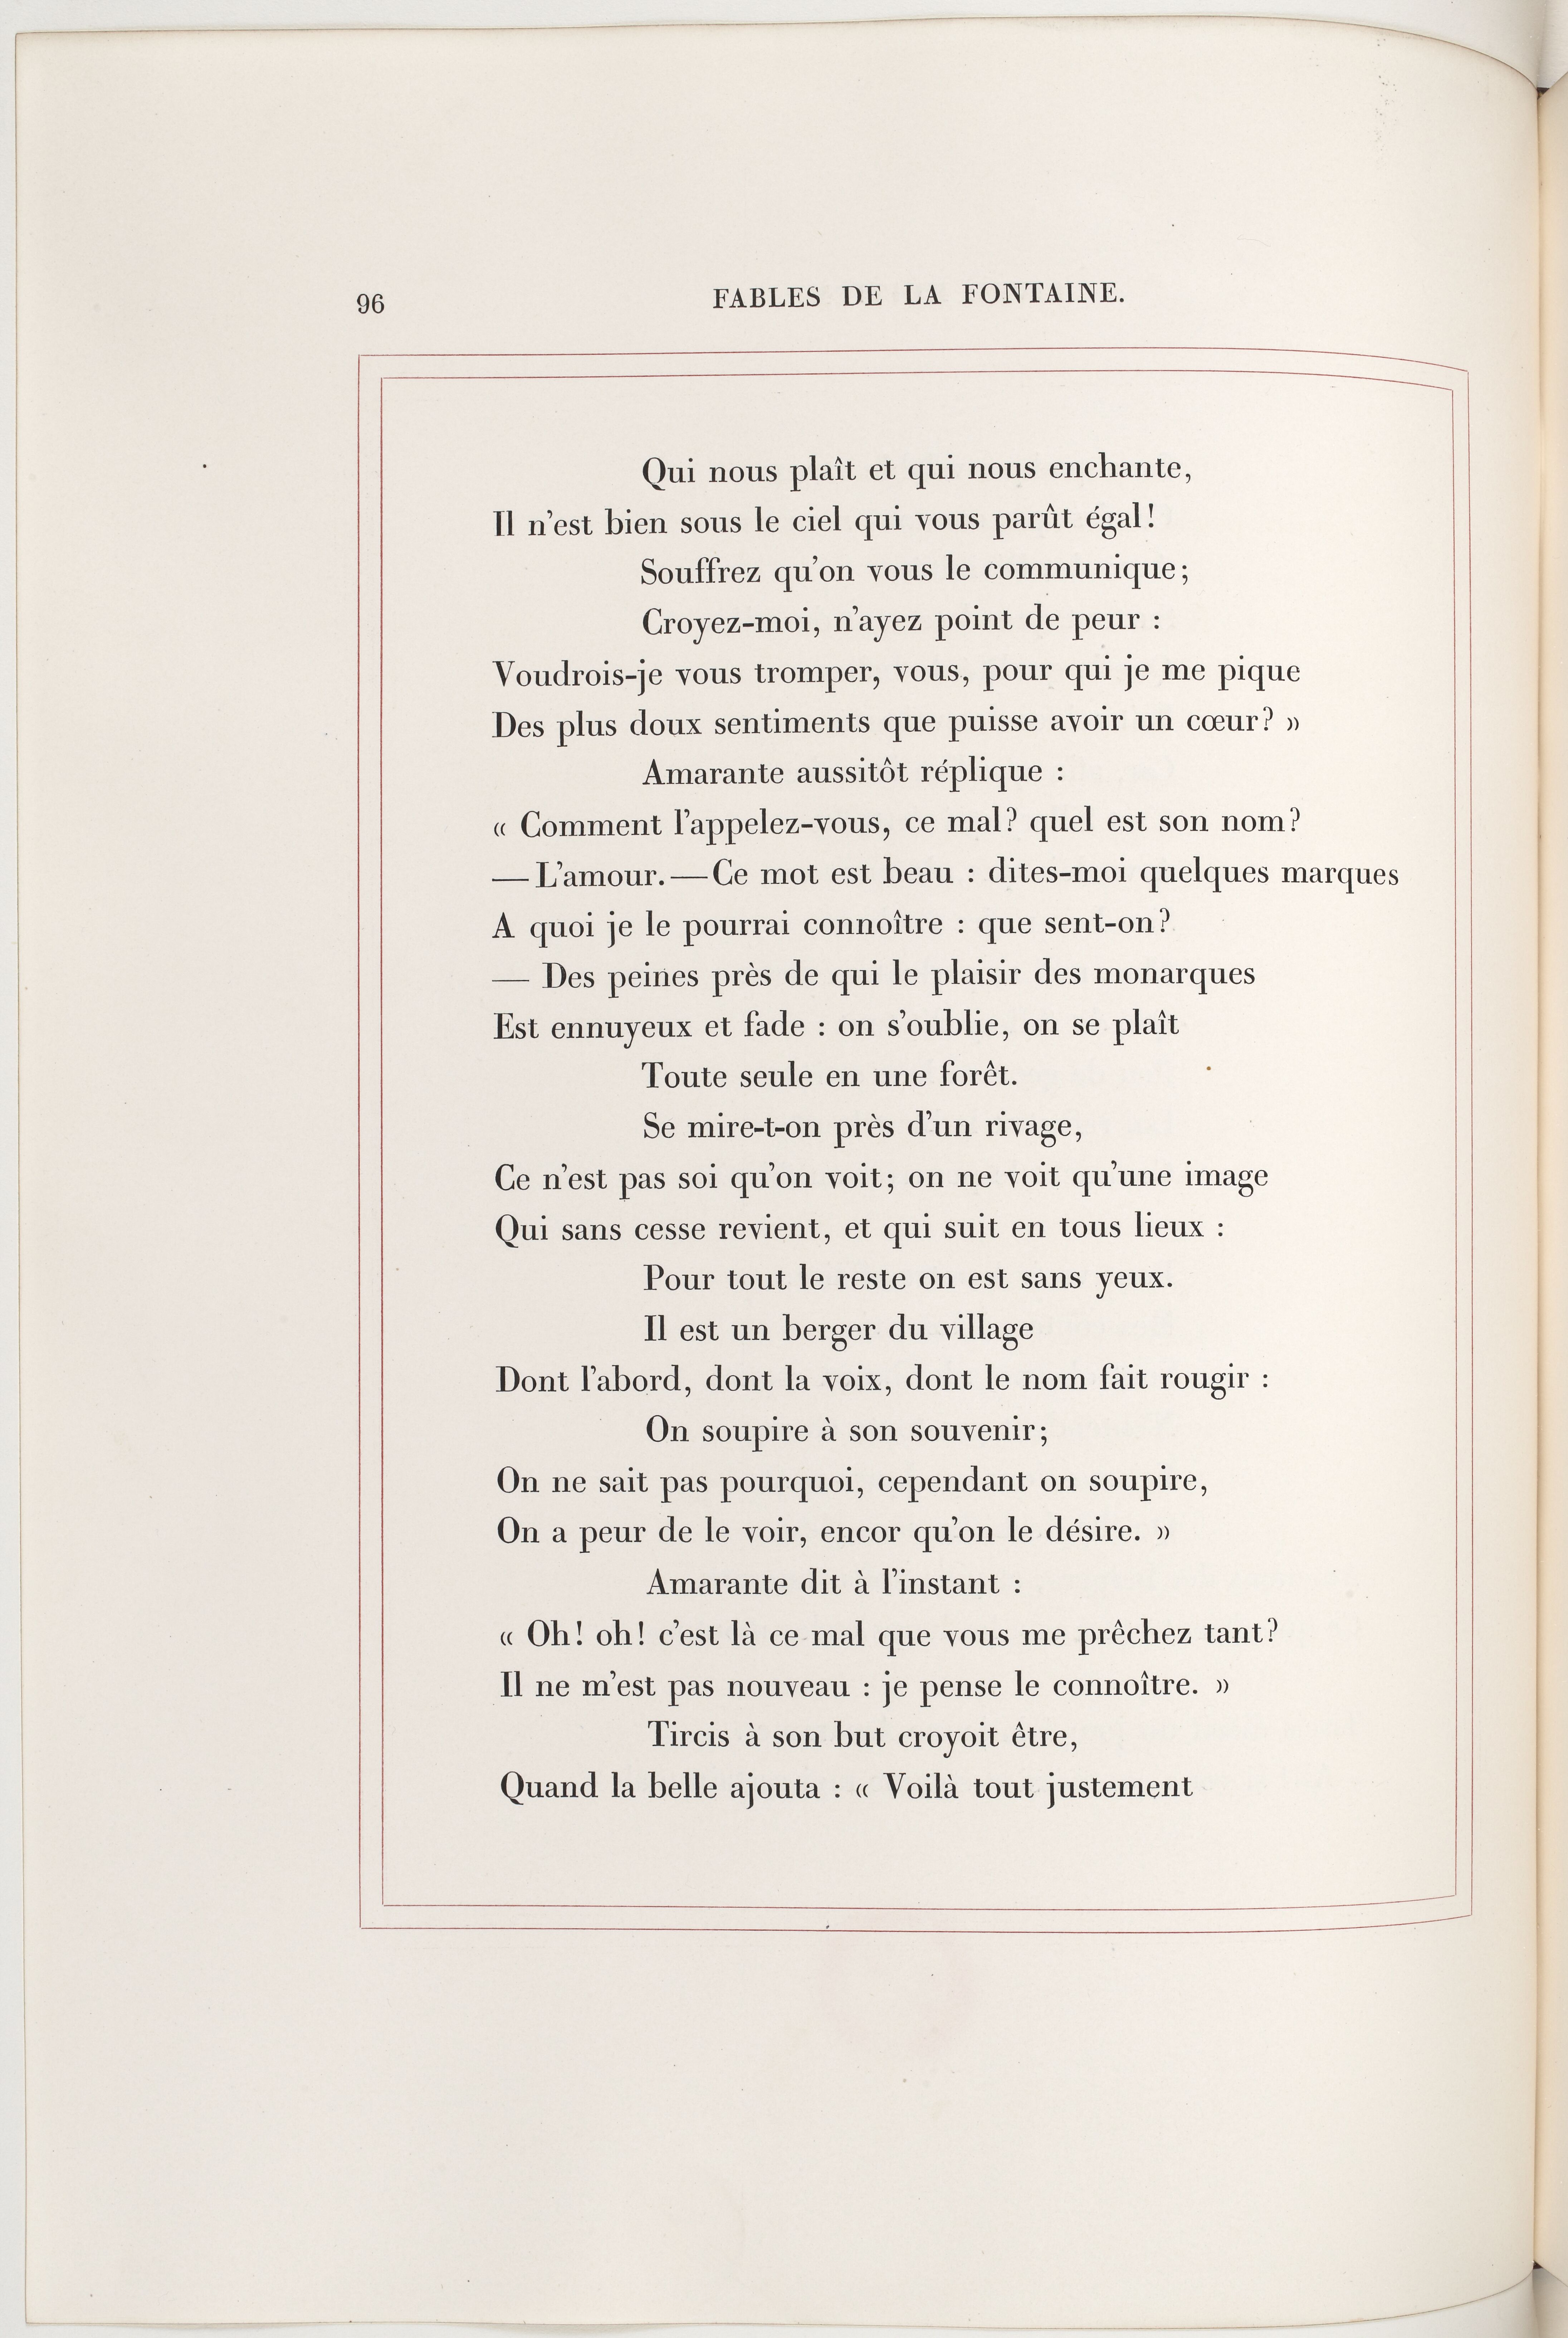 96
FABLES DE LA FONTAINE.
Qui nous plaît et qui nous enchante,
Il n'est bien sous le ciel qui vous parût égal!
Souffrez qu'on vous le communique;
Croyez-moi, n'ayez point de peur :
Voudrois-je vous tromper, vous, pour qui je me pique
Des plus doux sentiments que puisse avoir un cœur? »
Amarante aussitôt réplique :
« Comment l'appelez-vous, ce mal? quel est son nom?
— L'amour. — Ce mot est beau : dites-moi quelques marques
A quoi je le pourrai connoître : que sent-on?
— Des peines près de qui le plaisir des monarques
Est ennuyeux et fade : on s'oublie, on se plaît
Toute seule en une forêt.
Se mire-t-on près d'un rivage,
Ce n'est pas soi qu'on voit; on ne voit qu'une image
Qui sans cesse revient, et qui suit en tous lieux :
Pour tout le reste on est sans yeux.
Il est un berger du village
Dont l'abord, dont la voix, dont le nom fait rougir :
On soupire à son souvenir;
On ne sait pas pourquoi, cependant on soupire,
On a peur de le voir, encor qu'on le désire. »
Amarante dit à l'instant :
« Oh! oh! c'est là ce mal que vous me prêchez tant?
Il ne m'est pas nouveau : je pense le connoître. »
Tircis à son but croyoit être,
Quand la belle ajouta : « Voilà tout justement